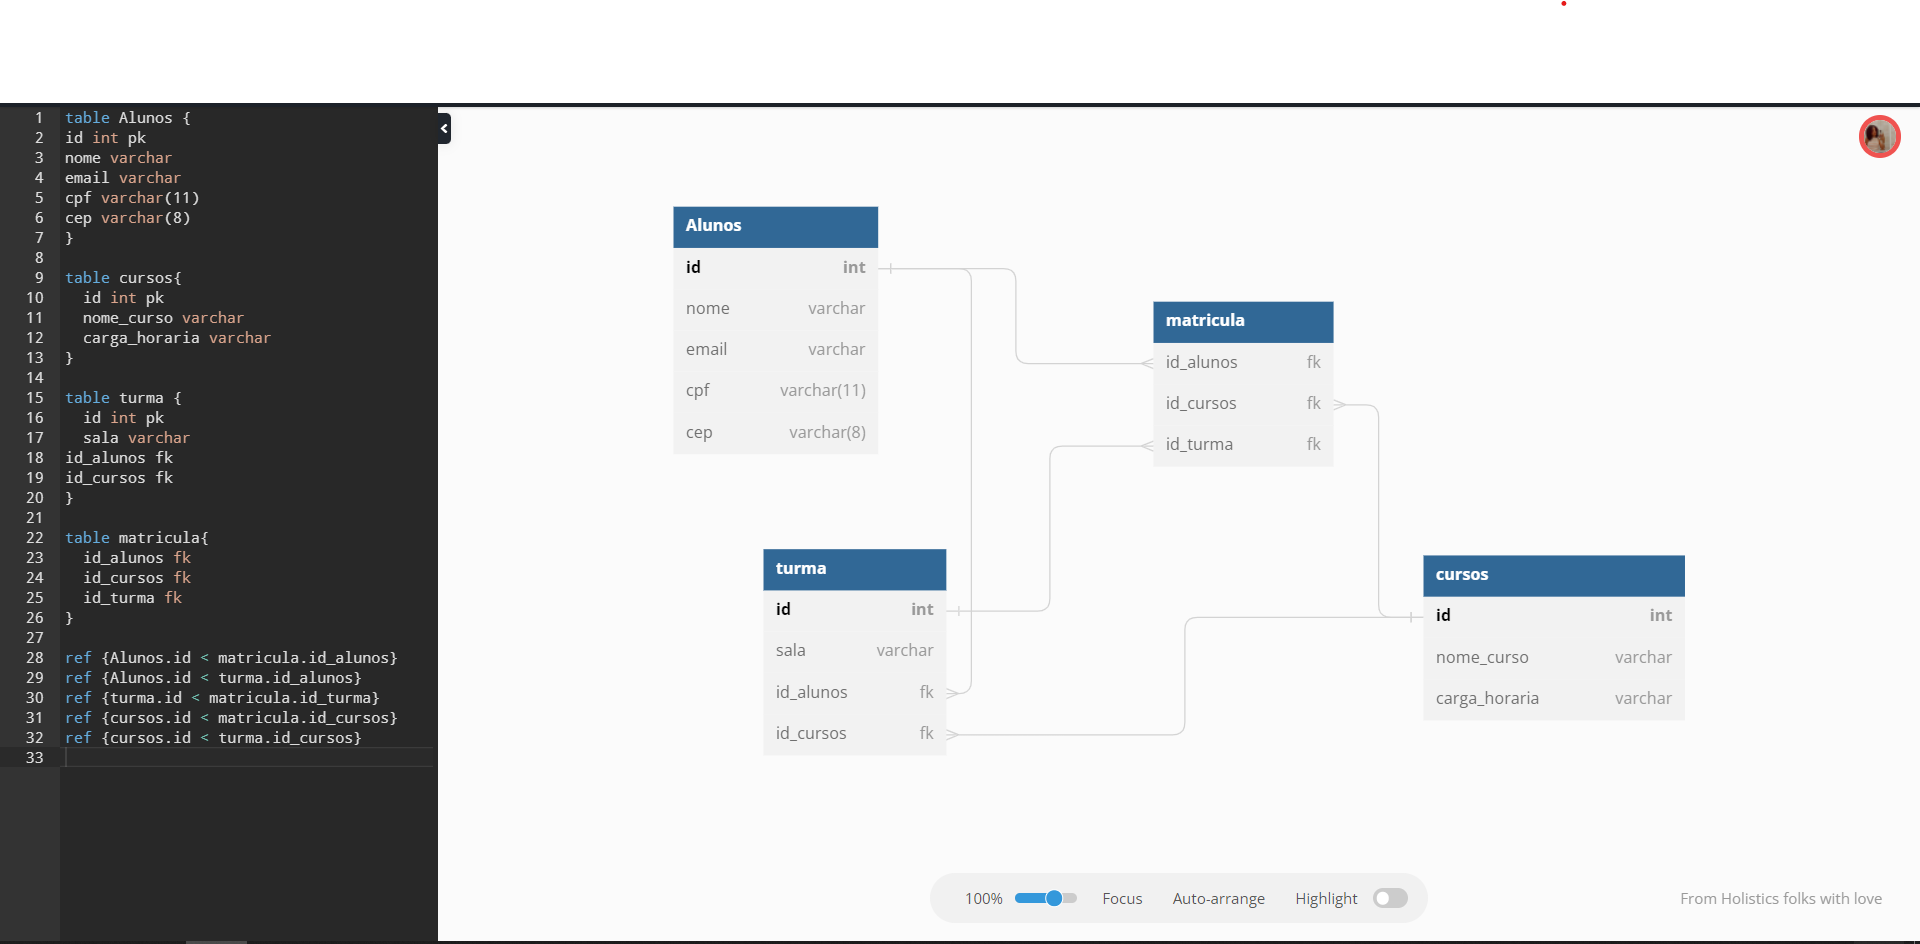 1 table Alunos {
2 id int pk
3 nome varchar
4 email varchar
5 cpf varchar(11)
6 cep varchar(8)
7 }
8
9 table cursos{
10 id int pk
11 nome_curso varchar
12 carga_horaria varchar
13 }
14
15 table turma {
16 id int pk
17 sala varchar
18 id_alunos fk
19 id_cursos fk
20 }
21
22 table matricula{
23 id_alunos fk
24 id_cursos fk
25 id_turma fk
26 }
27
28 ref {Alunos.id < matricula.id_alunos}
29 ref {Alunos.id < turma.id_alunos}
30 ref {turma.id < matricula.id_turma}
31 ref {cursos.id < matricula.id_cursos}
32 ref {cursos.id < turma.id_cursos}
33
Alunos
id int
nome varchar
email varchar
cpf varchar(11)
cep varchar(8)
matricula
id_alunos fk
id_cursos fk
id_turma fk
turma
id int
sala varchar
id_alunos fk
id_cursos fk
cursos
id int
nome_curso varchar
carga_horaria varchar
100% Focus Auto-arrange Highlight
From Holistics folks with love